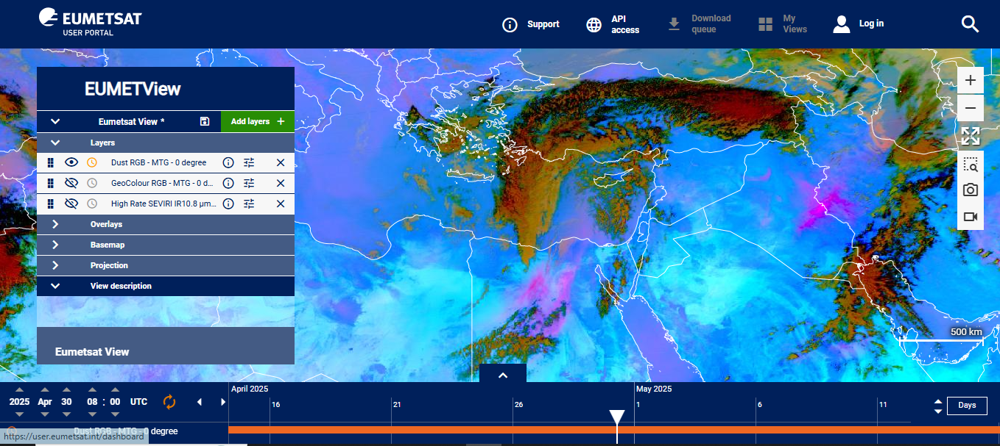 EUMETSAT
USER PORTAL
Support
API
access
Download
queue
My
Views
Log in
EUMETView
Eumetsat View *
Add layers +
Layers
Dust RGB - MTG - 0 degree
GeoColour RGB - MTG - 0 d...
High Rate SEVIRI IR10.8 µm...
Overlays
Basemap
Projection
View description
Eumetsat View
500 km
April 2025
May 2025
2025 Apr 30 08 : 00 UTC
16
21
26
1
6
11
Days
Dust RGB - MTG - 0 degree
https://user.eumetsat.int/dashboard